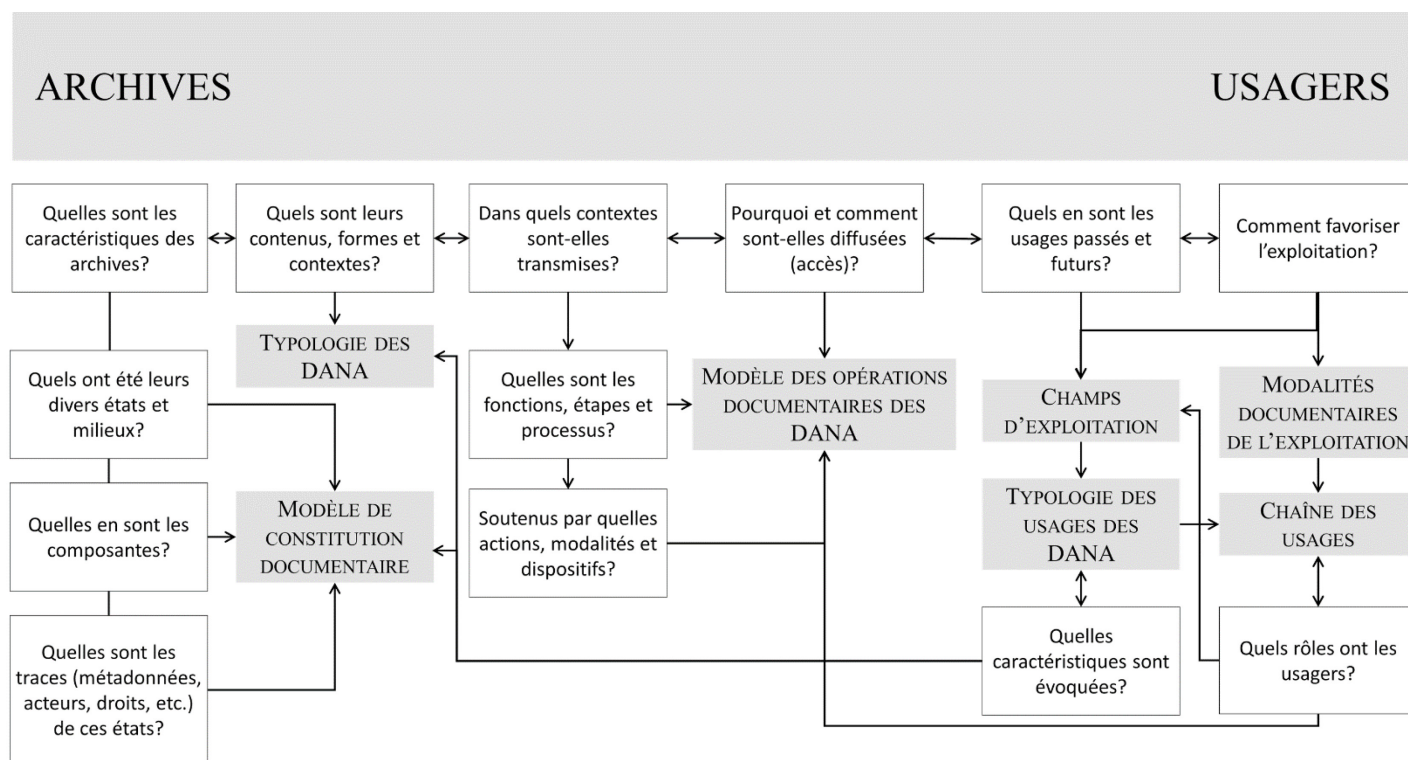 ARCHIVES
USAGERS
Quelles sont les
caractéristiques des
archives?
Quels sont leurs
contenus, formes et
contextes?
Dans quels contextes
sont-elles
transmises?
Pourquoi et comment
sont-elles diffusées
(accès)?
Quels en sont les
usages passés et
futurs?
Comment favoriser
l’exploitation?
Quels ont été leurs
divers états et
milieux?
TYPOLOGIE DES
DANA
Quelles sont les
fonctions, étapes et
processus?
MODÈLE DES OPÉRATIONS
DOCUMENTAIRES DES
DANA
CHAMPS
D’EXPLOITATION
MODALITÉS
DOCUMENTAIRES
DE L’EXPLOITATION
Quelles en sont les
composantes?
MODÈLE DE
CONSTITUTION
DOCUMENTAIRE
Soutenus par quelles
actions, modalités et
dispositifs?
TYPOLOGIE DES
USAGES DES
DANA
CHAÎNE DES
USAGES
Quelles sont les
traces (métadonnées,
acteurs, droits, etc.)
de ces états?
Quelles
caractéristiques sont
évoquées?
Quels rôles ont les
usagers?